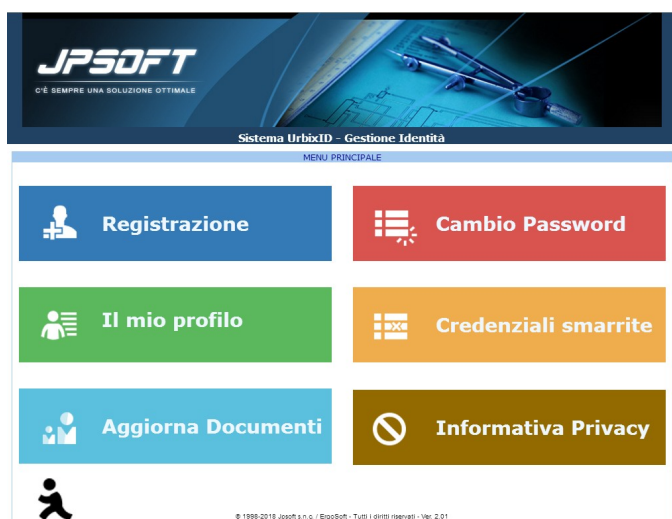 JPSOFT
C'È SEMPRE UNA SOLUZIONE OTTIMALE
Sistema UrbixID - Gestione Identità
MENU PRINCIPALE
Registrazione
Cambio Password
Il mio profilo
Credenziali smarrite
Aggiorna Documenti
Informativa Privacy
© 1998-2018 Jpsoft s.n.c. / ErgoSoft - Tutti i diritti riservati - Ver. 2.01